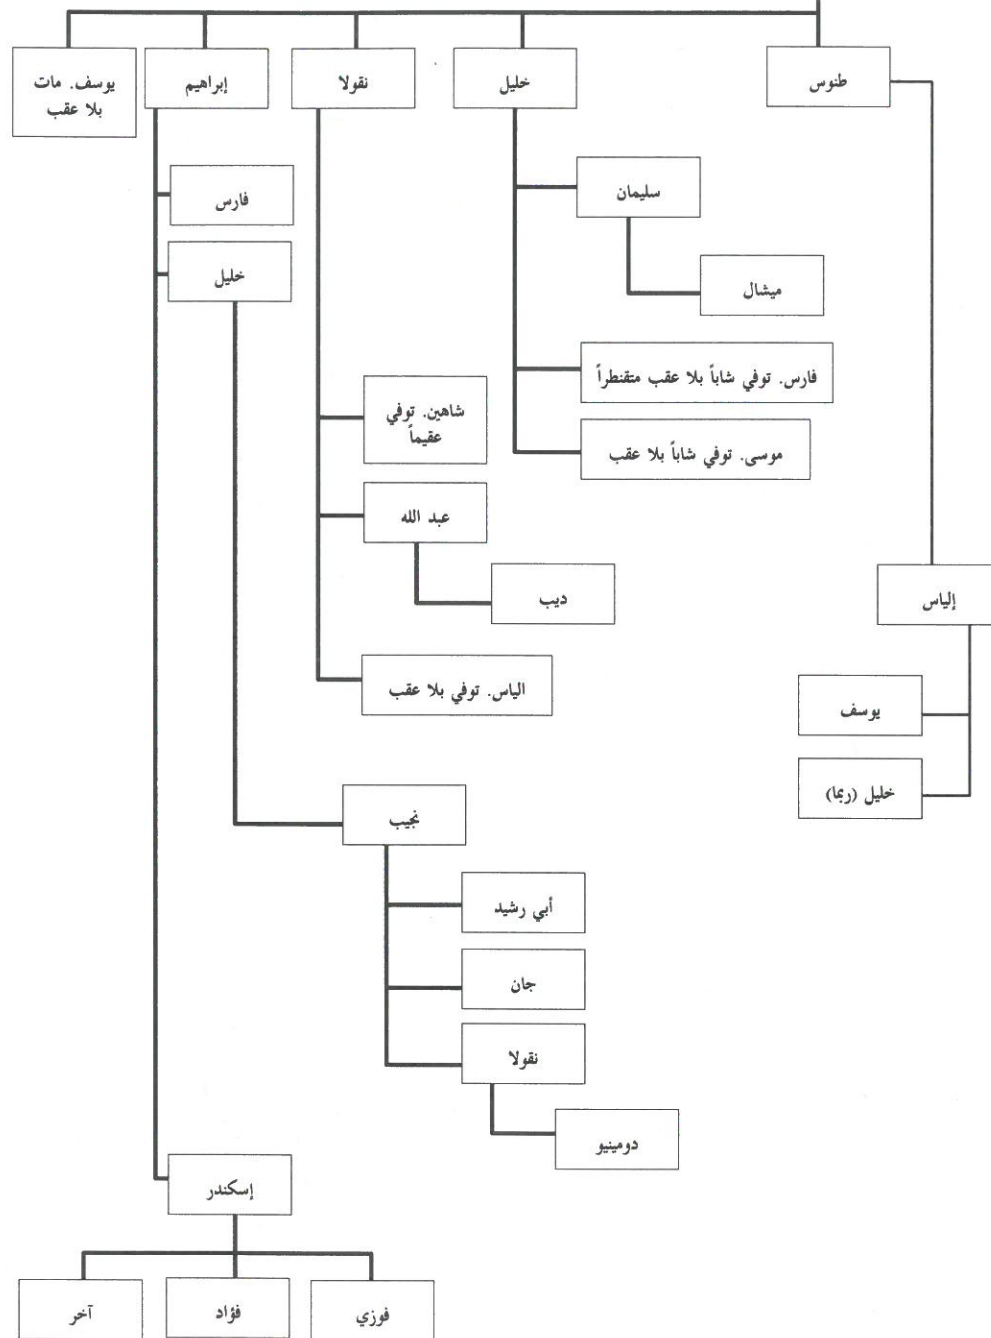 طنوس
خليل
نقولا
إبراهيم
يوسف. مات
بلا عقب
سليمان
فارس
خليل
ميشال
فارس. توفي شاباً بلا عقب متقنطراً
شاهين. توفي
عقيماً
موسى. توفي شاباً بلا عقب
عبد الله
إلياس
ديب
الياس. توفي بلا عقب
يوسف
خليل (ربما)
نجيب
أبي رشيد
جان
نقولا
دومينيو
إسكندر
فوزي
فؤاد
آخر